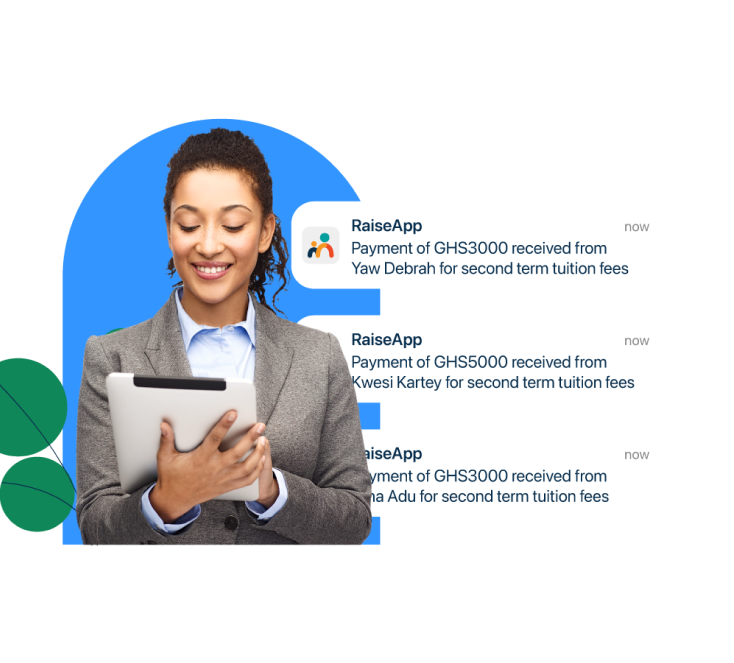 RaiseApp now
Payment of GHS3000 received from
Yaw Debrah for second term tuition fees
RaiseApp now
Payment of GHS5000 received from
Kwesi Kartey for second term tuition fees
aiseApp now
yment of GHS3000 received from
na Adu for second term tuition fees